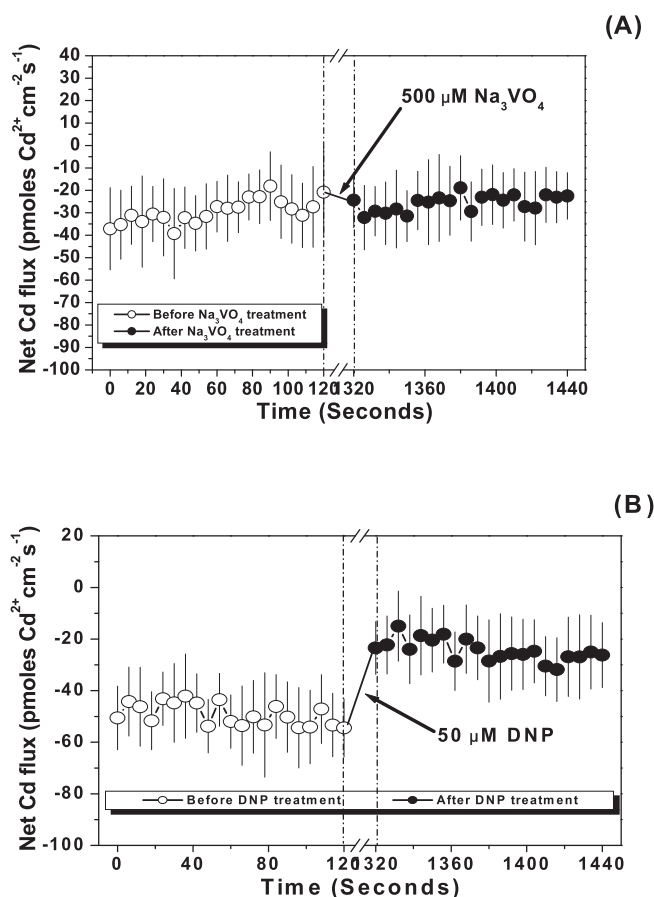 (A)
Net Cd flux (pmoles Cd²⁺cm⁻²s⁻¹)
40
30
20
10
0
-10
-20
-30
-40
-50
-60
-70
-80
-90
-100
500 µM Na₃VO₄
Before Na₃VO₄ treatment
After Na₃VO₄ treatment
0 20 40 60 80 100 120 1320 1360 1400 1440
Time (Seconds)
(B)
Net Cd flux (pmoles Cd²⁺cm⁻²s⁻¹)
20
0
-20
-40
-60
-80
-100
50 µM DNP
Before DNP treatment After DNP treatment
0 40 80 120 1320 1360 1400 1440
Time (Seconds)